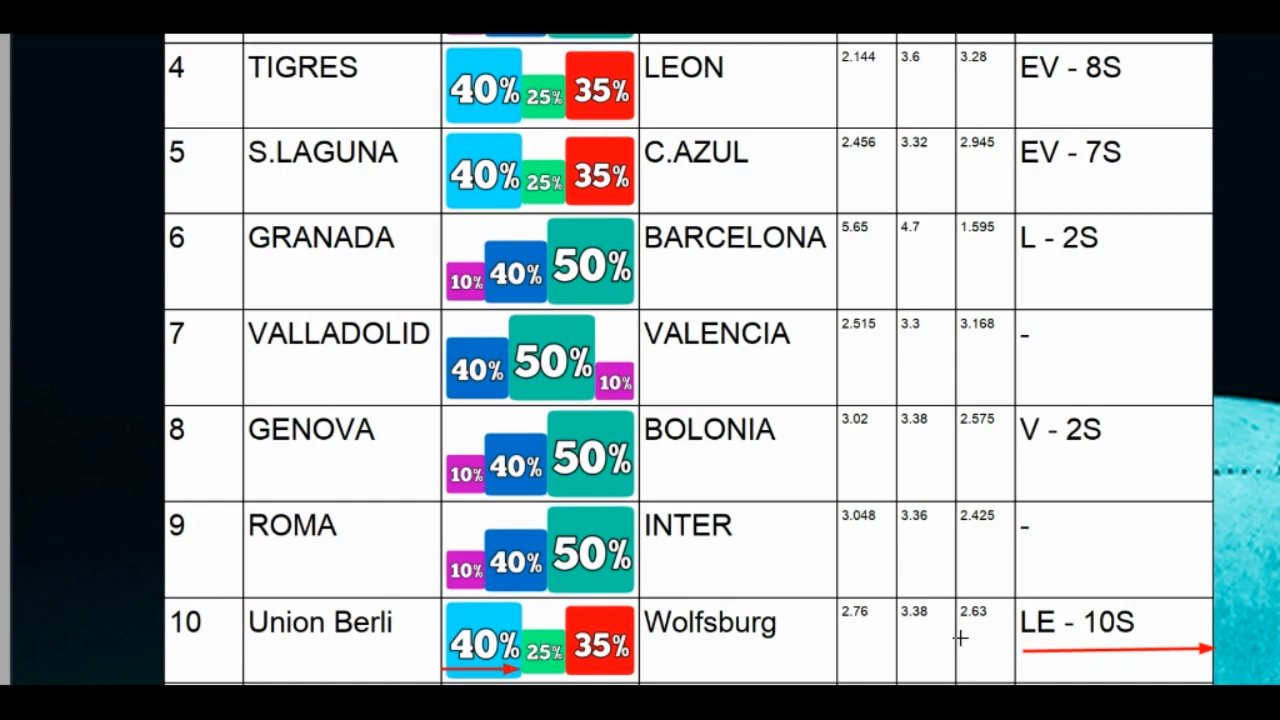 4 TIGRES 40% 25% 35% LEON 2.144 3.6 3.28 EV - 8S
5 S.LAGUNA 40% 25% 35% C.AZUL 2.456 3.32 2.945 EV - 7S
6 GRANADA 10% 40% 50% BARCELONA 5.65 4.7 1.595 L - 2S
7 VALLADOLID 40% 50% 10% VALENCIA 2.515 3.3 3.168 -
8 GENOVA 10% 40% 50% BOLONIA 3.02 3.38 2.575 V - 2S
9 ROMA 10% 40% 50% INTER 3.048 3.36 2.425 -
10 Union Berli 40% 25% 35% Wolfsburg 2.76 3.38 2.63 LE - 10S